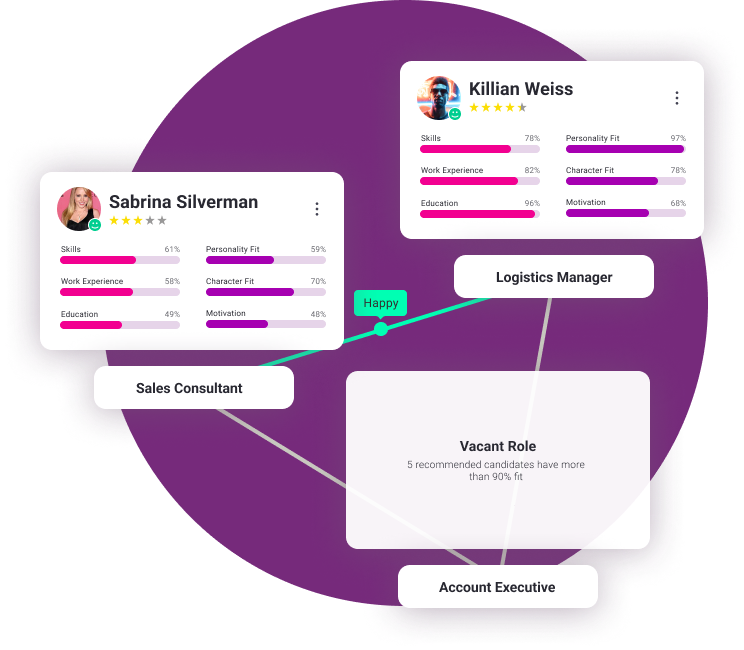 Killian Weiss
Skills 78%
Personality Fit 97%
Work Experience 82%
Character Fit 78%
Education 96%
Motivation 68%
Logistics Manager
Sabrina Silverman
Skills 61%
Personality Fit 59%
Work Experience 58%
Character Fit 70%
Education 49%
Motivation 48%
Sales Consultant
Happy
Vacant Role
5 recommended candidates have more
than 90% fit
Account Executive